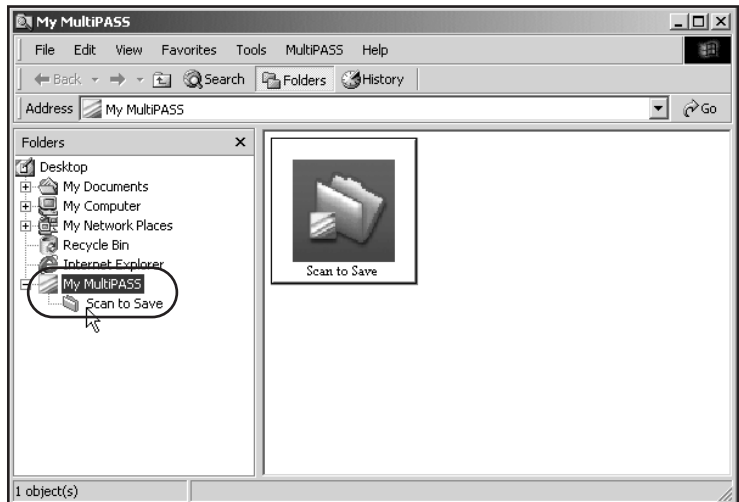 My MultiPASS
File Edit View Favorites Tools MultiPASS Help
Back Search Folders History
Address My MultiPASS Go
Folders
Desktop
My Documents
My Computer
My Network Places
Recycle Bin
Internet Explorer
My MultiPASS
Scan to Save
Scan to Save
1 object(s)